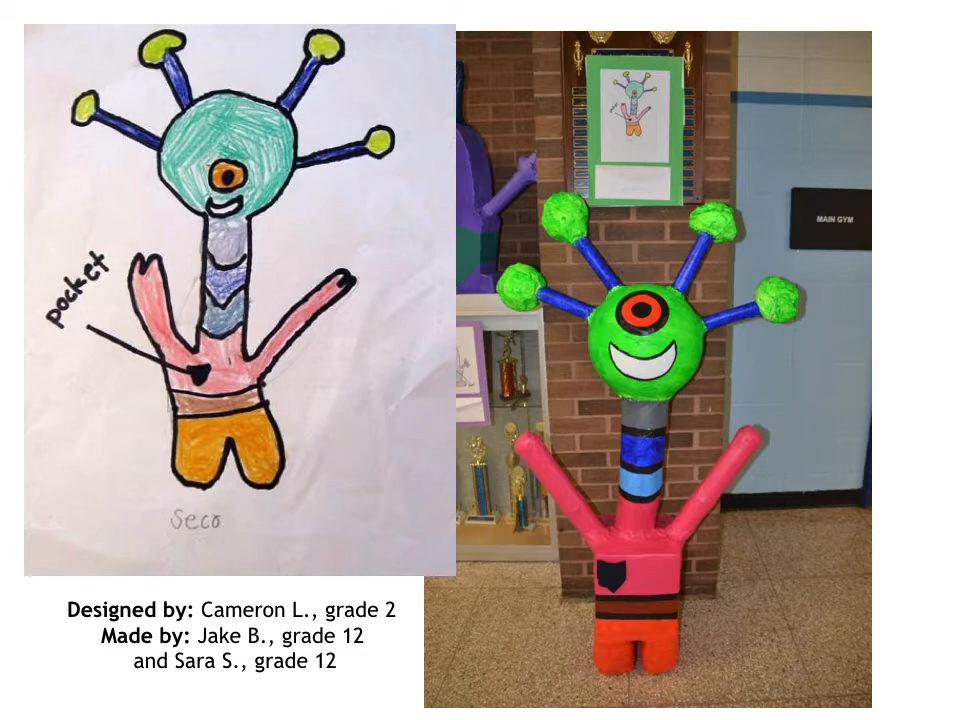 pocket
Seco
MAIN GYM
Designed by: Cameron L., grade 2
Made by: Jake B., grade 12
and Sara S., grade 12